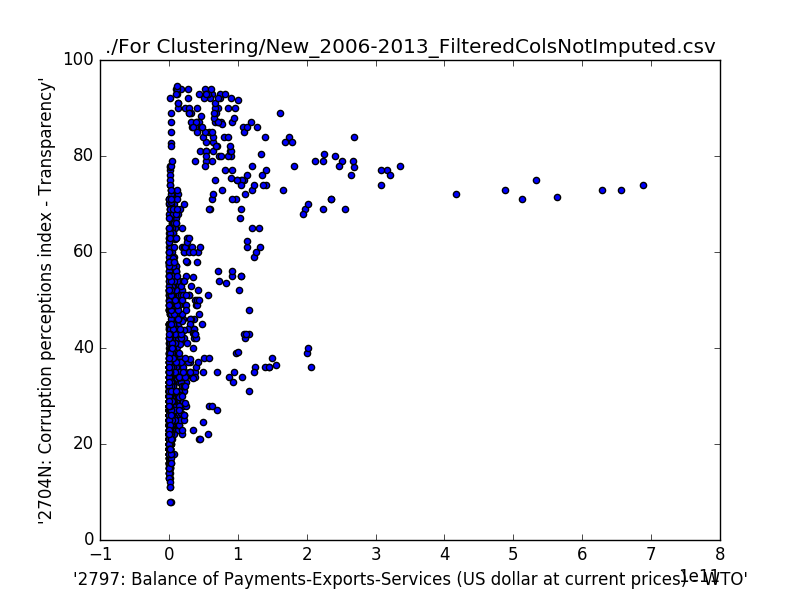 ./For Clustering/New_2006-2013_FilteredColsNotImputed.csv
100
80
60
40
20
0
'2704N: Corruption perceptions index - Transparency'
−1 0 1 2 3 4 5 6 7 8
1e11
'2797: Balance of Payments-Exports-Services (US dollar at current prices) - WTO'